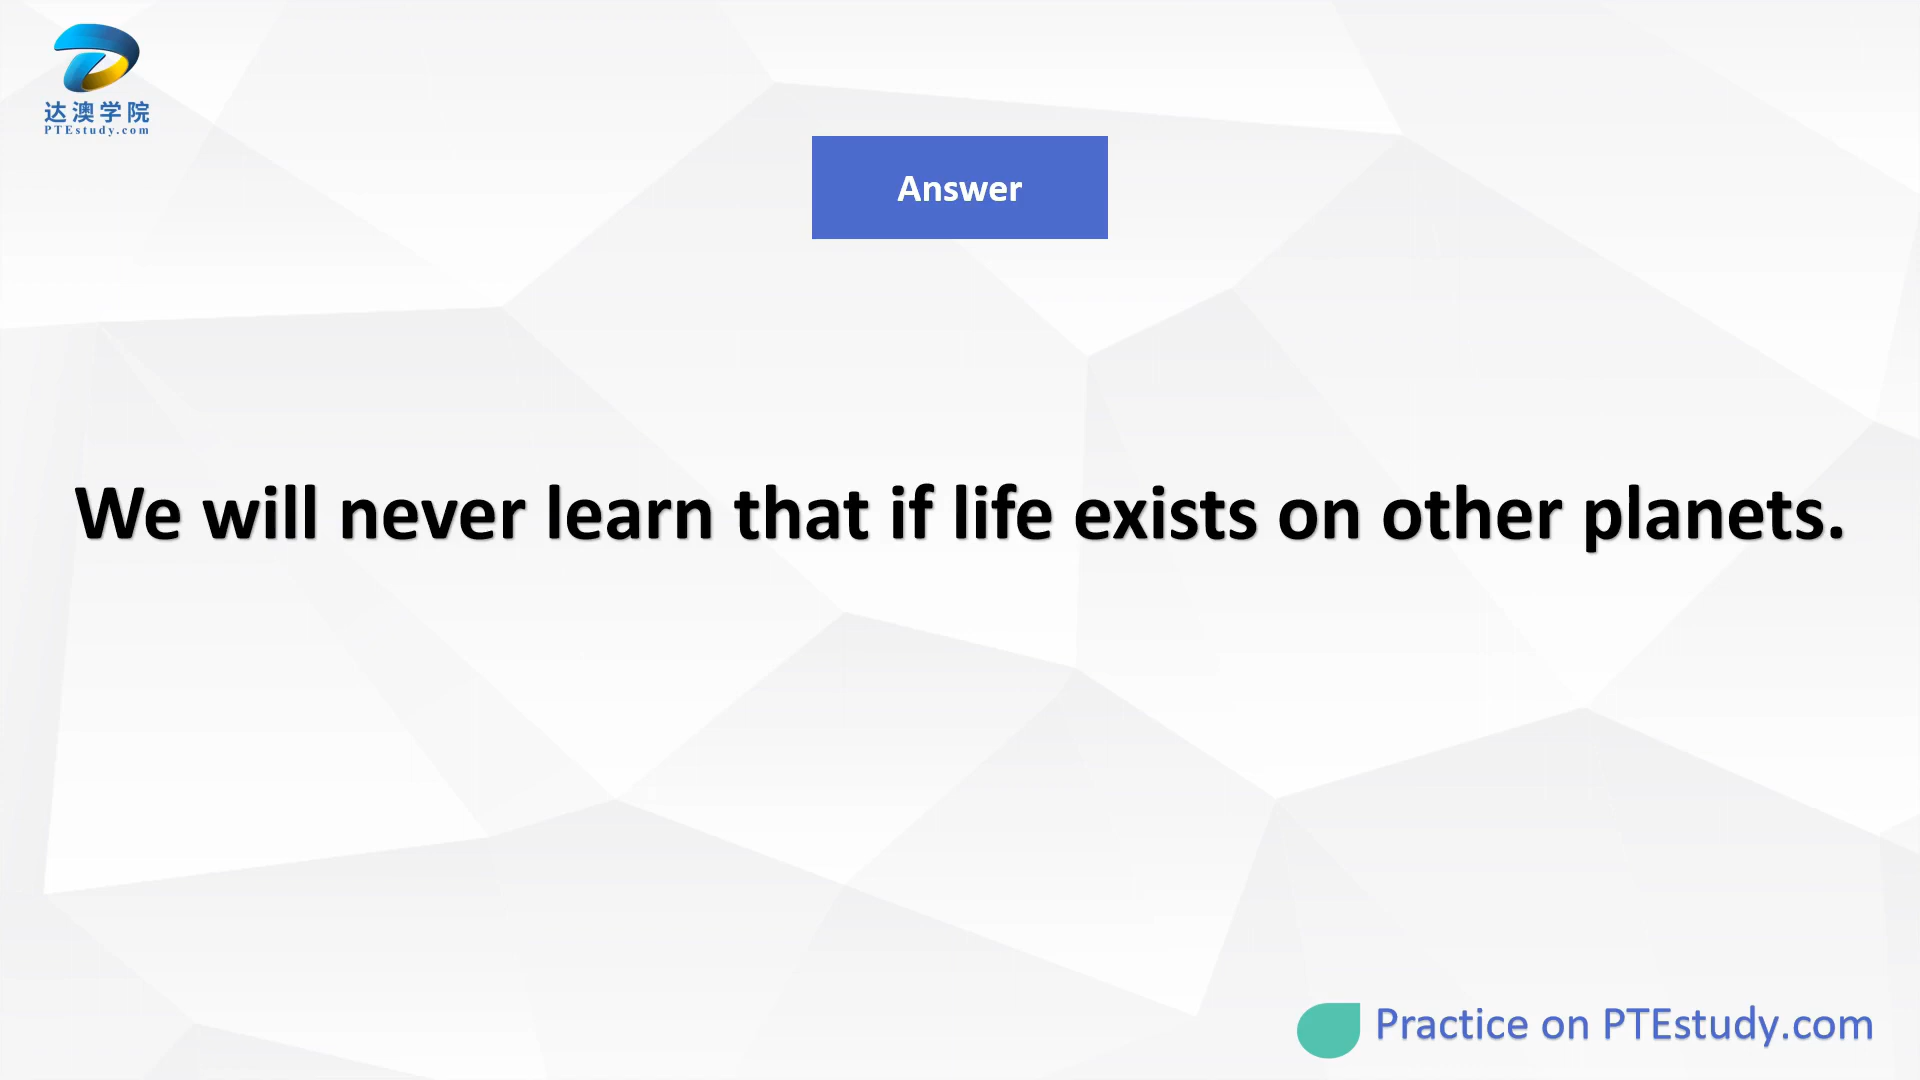 达澳学院
PTEstudy.com
Answer
We will never learn that if life exists on other planets.
Practice on PTEstudy.com